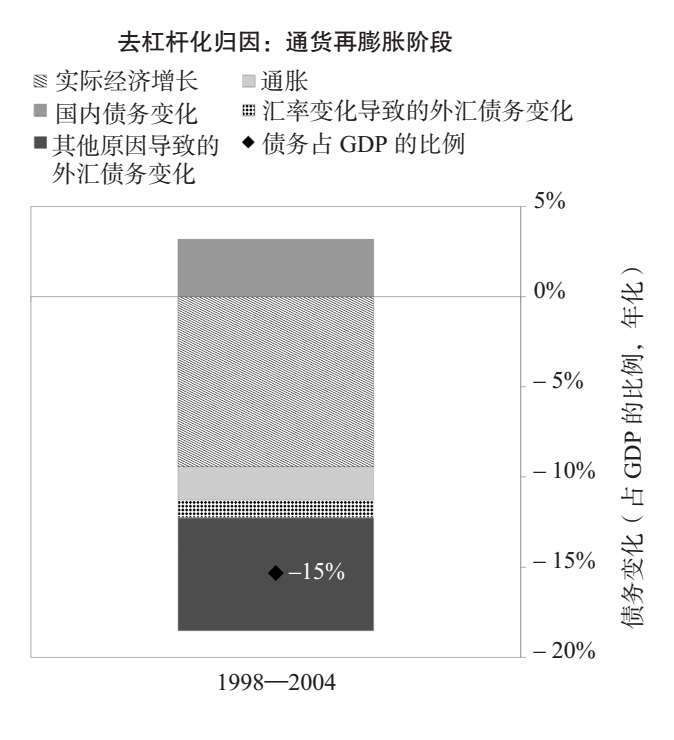 去杠杆化归因：通货再膨胀阶段
实际经济增长 通胀
国内债务变化 汇率变化导致的外汇债务变化
其他原因导致的 债务占 GDP 的比例
外汇债务变化
5%
0%
– 5%
– 10%
– 15%
– 20%
–15%
债务变化（占 GDP 的比例，年化）
1998—2004